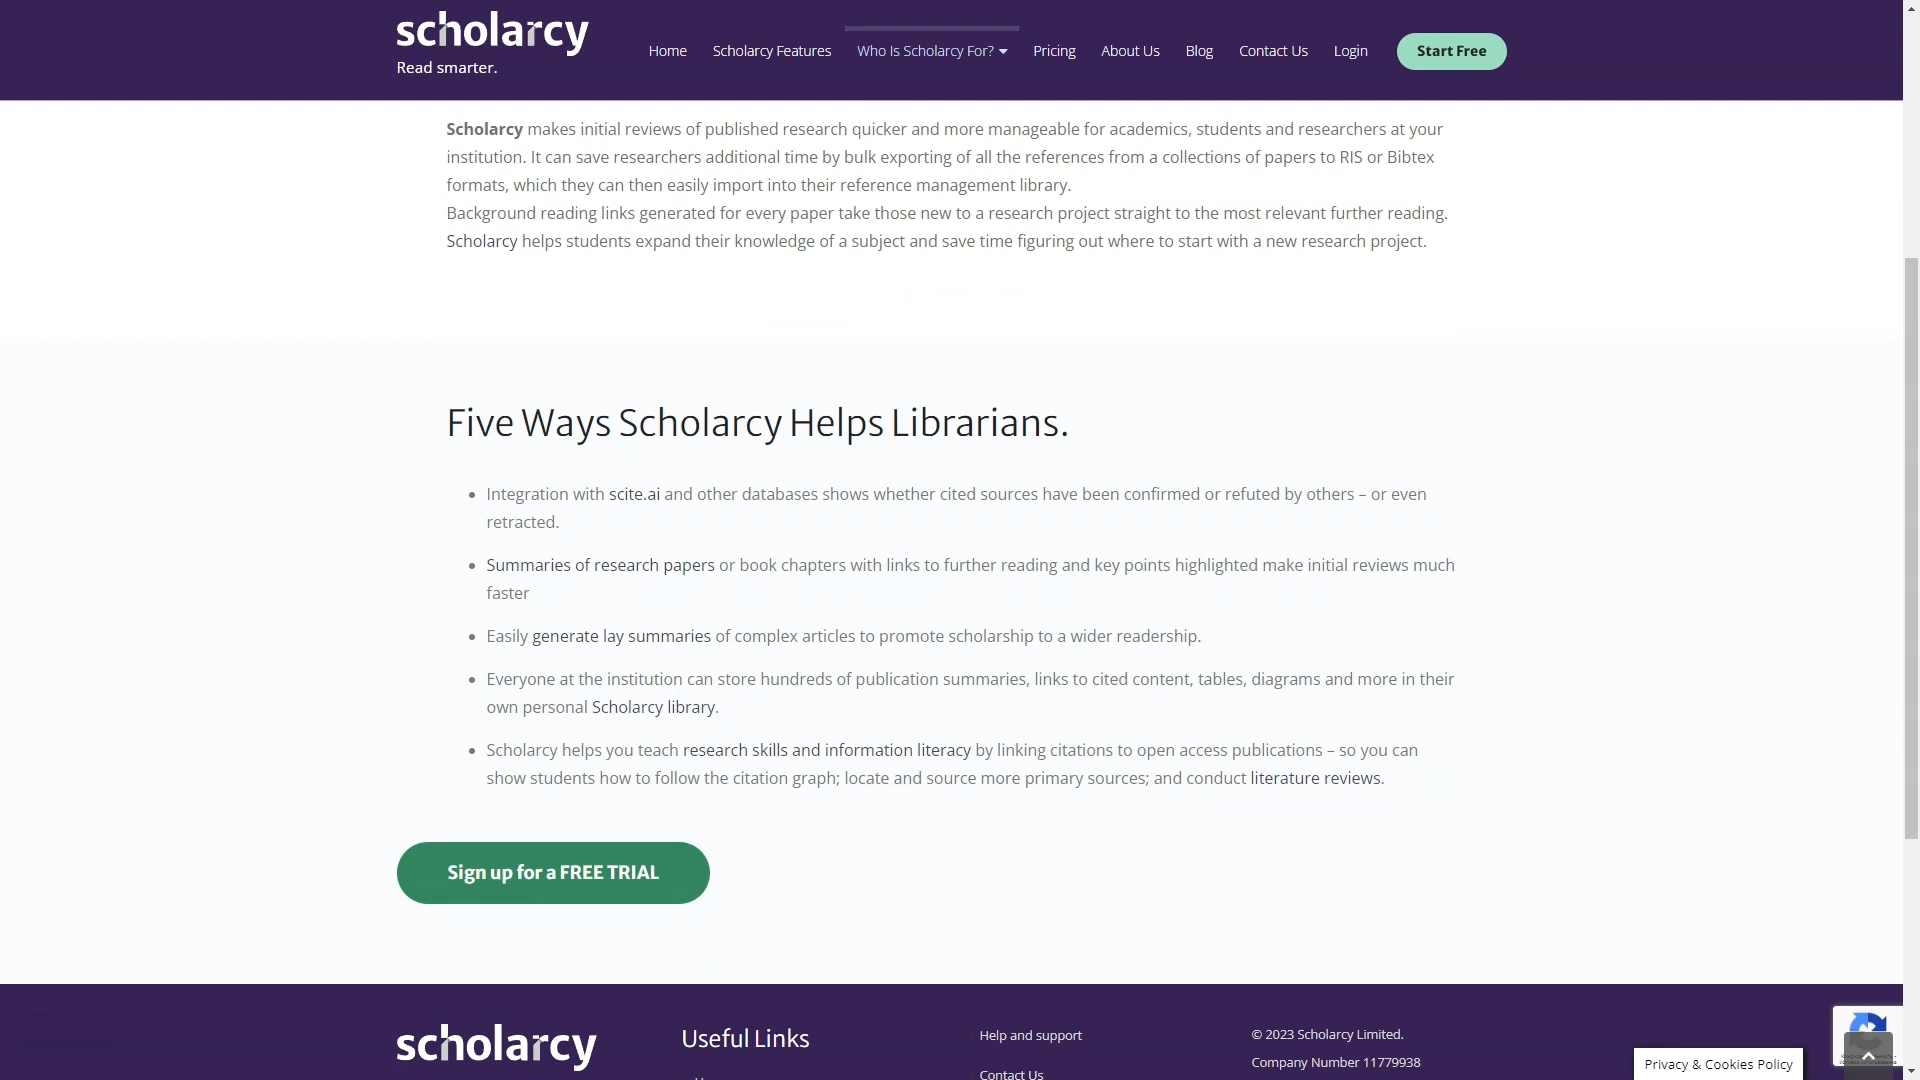 scholarcy
Read smarter.
Home
Scholarcy Features
Who Is Scholarcy For?
Pricing
About Us
Blog
Contact Us
Login
Start Free
Scholarcy makes initial reviews of published research quicker and more manageable for academics, students and researchers at your
institution. It can save researchers additional time by bulk exporting of all the references from a collections of papers to RIS or Bibtex
formats, which they can then easily import into their reference management library.
Background reading links generated for every paper take those new to a research project straight to the most relevant further reading.
Scholarcy helps students expand their knowledge of a subject and save time figuring out where to start with a new research project.
Five Ways Scholarcy Helps Librarians.
Integration with scite.ai and other databases shows whether cited sources have been confirmed or refuted by others – or even
retracted.
Summaries of research papers or book chapters with links to further reading and key points highlighted make initial reviews much
faster
Easily generate lay summaries of complex articles to promote scholarship to a wider readership.
Everyone at the institution can store hundreds of publication summaries, links to cited content, tables, diagrams and more in their
own personal Scholarcy library.
Scholarcy helps you teach research skills and information literacy by linking citations to open access publications – so you can
show students how to follow the citation graph; locate and source more primary sources; and conduct literature reviews.
Sign up for a FREE TRIAL
scholarcy
Useful Links
Help and support
Contact Us
© 2023 Scholarcy Limited.
Company Number 11779938
Privacy & Cookies Policy